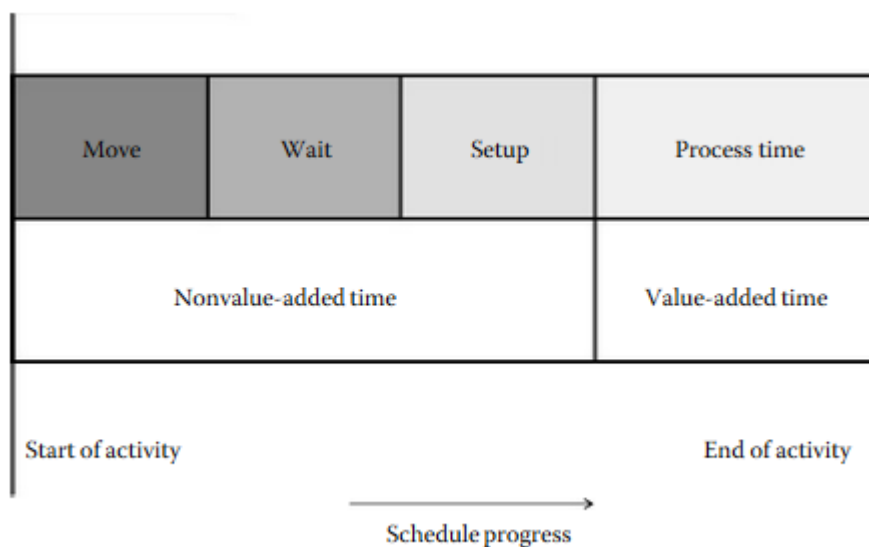 Move
Wait
Setup
Process time
Nonvalue-added time
Value-added time
Start of activity
End of activity
Schedule progress